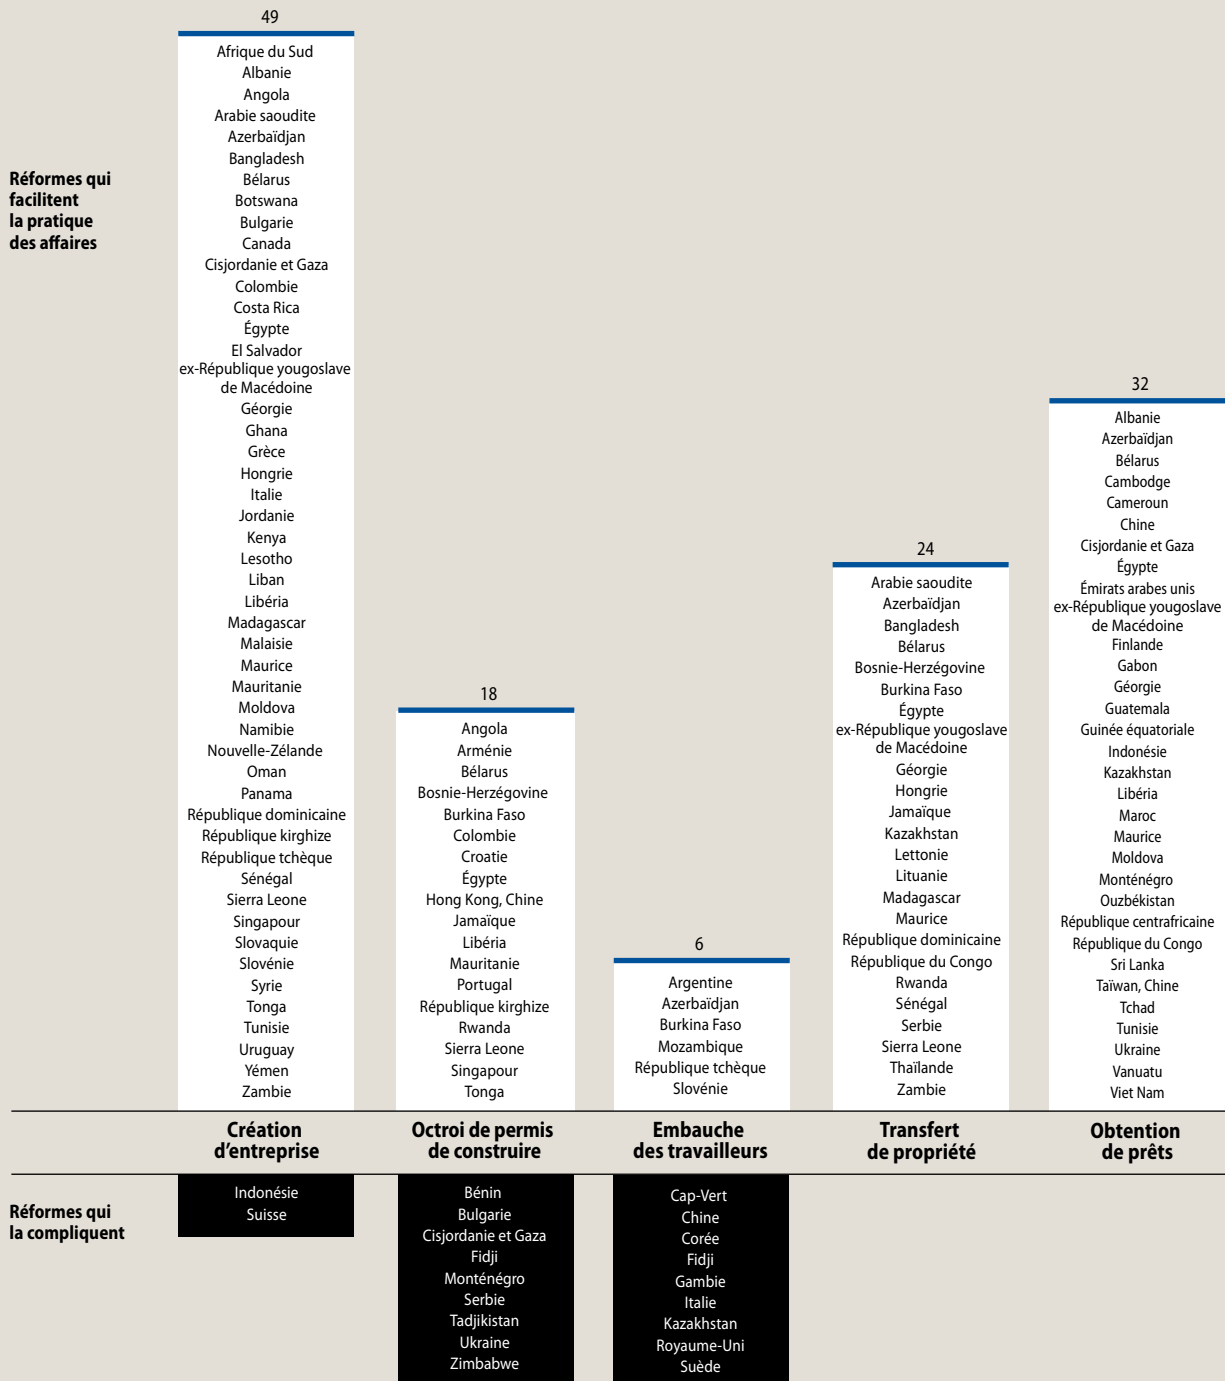 49
Afrique du Sud
Albanie
Angola
Arabie saoudite
Azerbaïdjan
Bangladesh
Bélarus
Botswana
Bulgarie
Canada
Cisjordanie et Gaza
Colombie
Costa Rica
Égypte
El Salvador
ex-République yougoslave
de Macédoine
Géorgie
Ghana
Grèce
Hongrie
Italie
Jordanie
Kenya
Lesotho
Liban
Libéria
Madagascar
Malaisie
Maurice
Mauritanie
Moldova
Namibie
Nouvelle-Zélande
Oman
Panama
République dominicaine
République kirghize
République tchèque
Sénégal
Sierra Leone
Singapour
Slovaquie
Slovénie
Syrie
Tonga
Tunisie
Uruguay
Yémen
Zambie
Réformes qui
facilitent
la pratique
des affaires
18
Angola
Arménie
Bélarus
Bosnie-Herzégovine
Burkina Faso
Colombie
Croatie
Égypte
Hong Kong, Chine
Jamaïque
Libéria
Mauritanie
Portugal
République kirghize
Rwanda
Sierra Leone
Singapour
Tonga
6
Argentine
Azerbaïdjan
Burkina Faso
Mozambique
République tchèque
Slovénie
24
Arabie saoudite
Azerbaïdjan
Bangladesh
Bélarus
Bosnie-Herzégovine
Burkina Faso
Égypte
ex-République yougoslave
de Macédoine
Géorgie
Hongrie
Jamaïque
Kazakhstan
Lettonie
Lituanie
Madagascar
Maurice
République dominicaine
République du Congo
Rwanda
Sénégal
Serbie
Sierra Leone
Thaïlande
Zambie
32
Albanie
Azerbaïdjan
Bélarus
Cambodge
Cameroun
Chine
Cisjordanie et Gaza
Égypte
Émirats arabes unis
ex-République yougoslave
de Macédoine
Finlande
Gabon
Géorgie
Guatemala
Guinée équatoriale
Indonésie
Kazakhstan
Libéria
Maroc
Maurice
Moldova
Monténégro
Ouzbékistan
République centrafricaine
République du Congo
Sri Lanka
Taïwan, Chine
Tchad
Tunisie
Ukraine
Vanuatu
Viet Nam
Création
d'entreprise
Octroi de permis
de construire
Embauche
des travailleurs
Transfert
de propriété
Obtention
de prêts
Réformes qui
la compliquent
Indonésie
Suisse
Bénin
Bulgarie
Cisjordanie et Gaza
Fidji
Monténégro
Serbie
Tadjikistan
Ukraine
Zimbabwe
Cap-Vert
Chine
Corée
Fidji
Gambie
Italie
Kazakhstan
Royaume-Uni
Suède